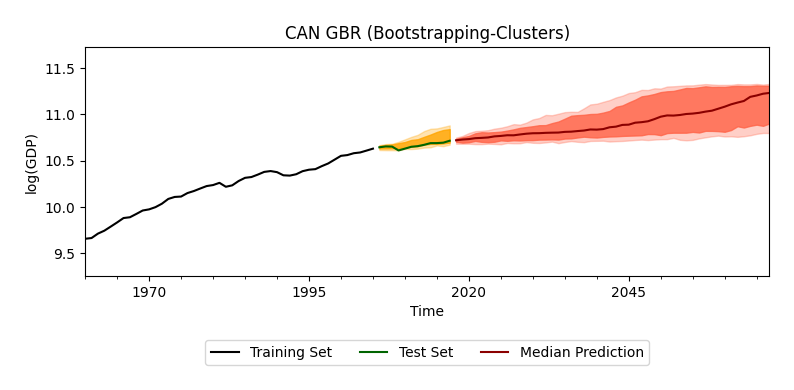 CAN GBR (Bootstrapping-Clusters)
11.5
11.0
10.5
10.0
9.5
log(GDP)
1970 1995 2020 2045
Time
Training Set Test Set Median Prediction